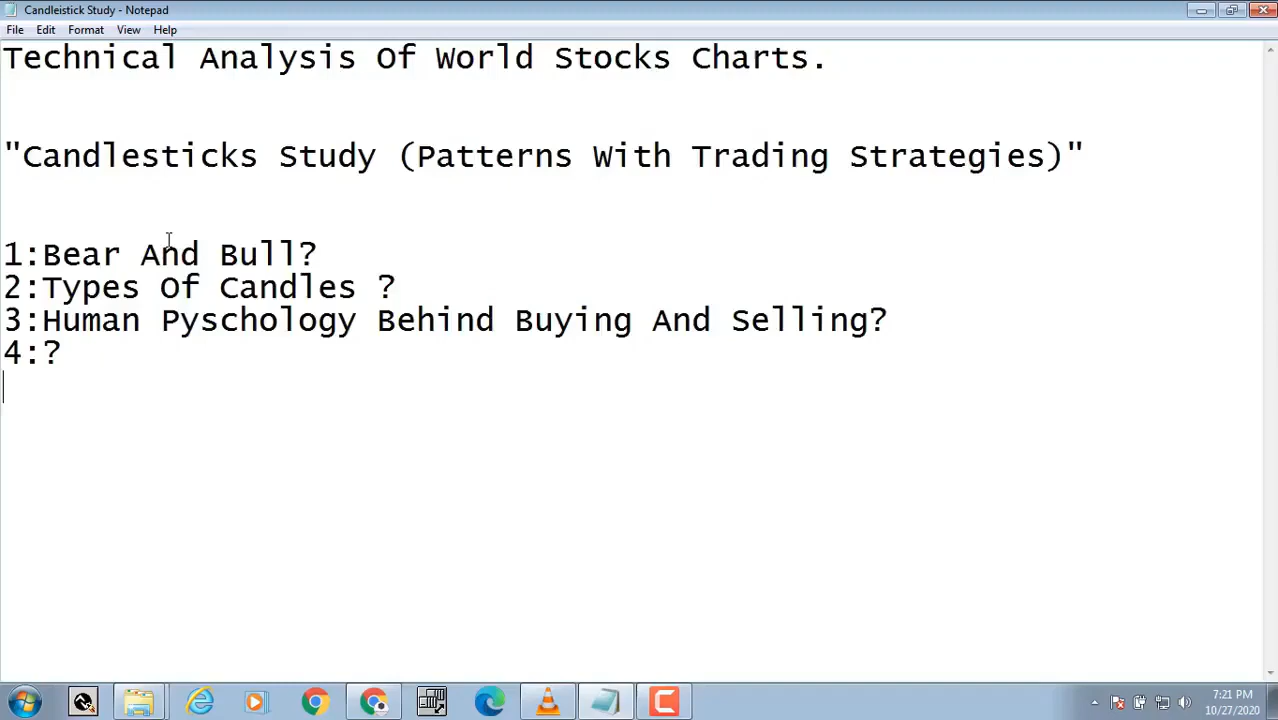 Candleistick Study - Notepad
File Edit Format View Help
Technical Analysis Of World Stocks Charts.
"Candlesticks Study (Patterns With Trading Strategies)"
1:Bear And Bull?
2:Types Of Candles ?
3:Human Pyschology Behind Buying And Selling?
4:?
7:21 PM
10/27/2020